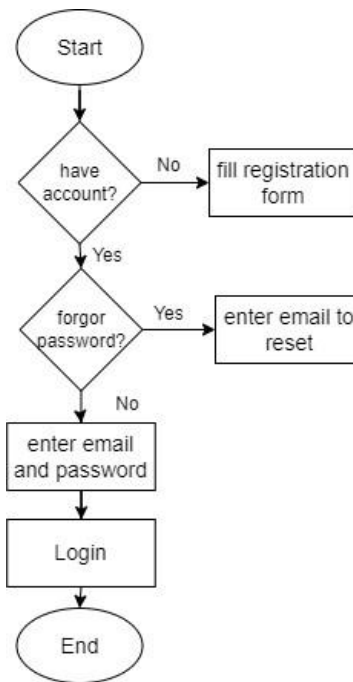 Start
have
account?
No
fill registration
form
Yes
forgor
password?
Yes
enter email to
reset
No
enter email
and password
Login
End